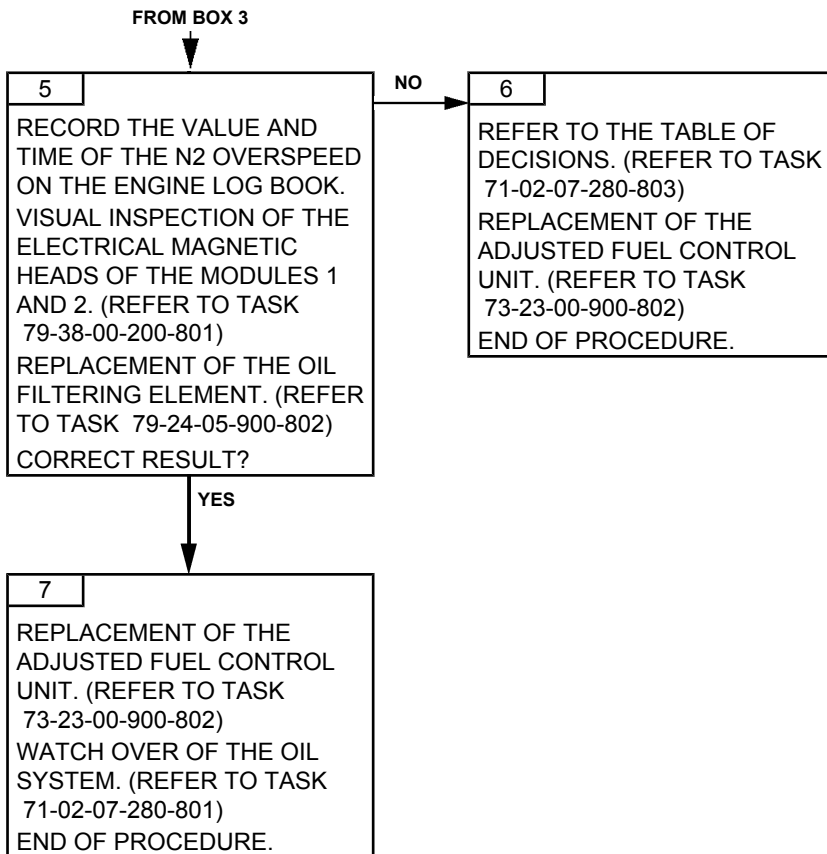 FROM BOX 3
5
RECORD THE VALUE AND
TIME OF THE N2 OVERSPEED
ON THE ENGINE LOG BOOK.
VISUAL INSPECTION OF THE
ELECTRICAL MAGNETIC
HEADS OF THE MODULES 1
AND 2. (REFER TO TASK
79-38-00-200-801)
REPLACEMENT OF THE OIL
FILTERING ELEMENT. (REFER
TO TASK 79-24-05-900-802)
CORRECT RESULT?
NO
6
REFER TO THE TABLE OF
DECISIONS. (REFER TO TASK
71-02-07-280-803)
REPLACEMENT OF THE
ADJUSTED FUEL CONTROL
UNIT. (REFER TO TASK
73-23-00-900-802)
END OF PROCEDURE.
YES
7
REPLACEMENT OF THE
ADJUSTED FUEL CONTROL
UNIT. (REFER TO TASK
73-23-00-900-802)
WATCH OVER OF THE OIL
SYSTEM. (REFER TO TASK
71-02-07-280-801)
END OF PROCEDURE.